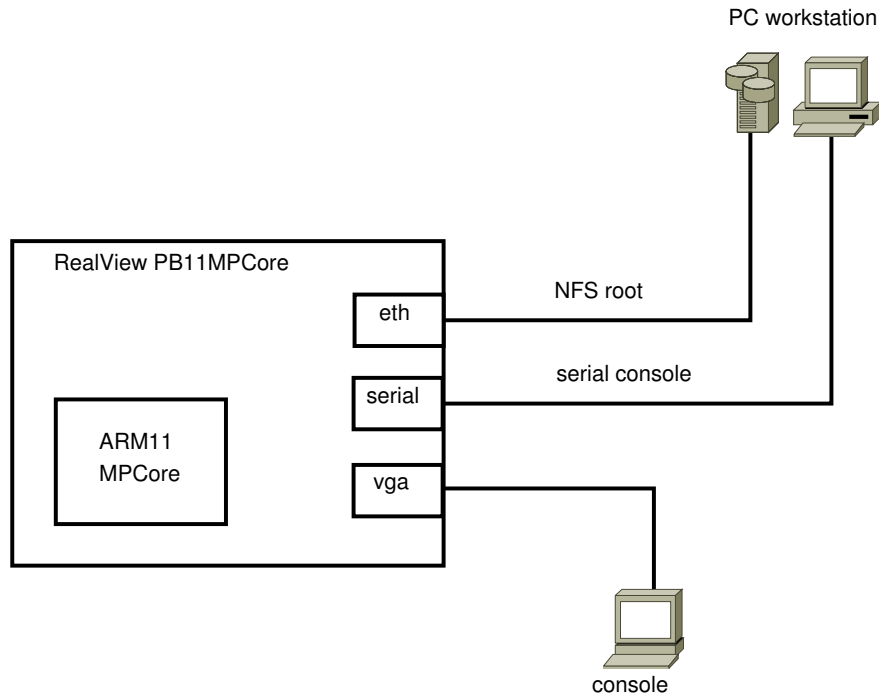 PC workstation
RealView PB11MPCore
eth
NFS root
serial
serial console
ARM11
MPCore
vga
console